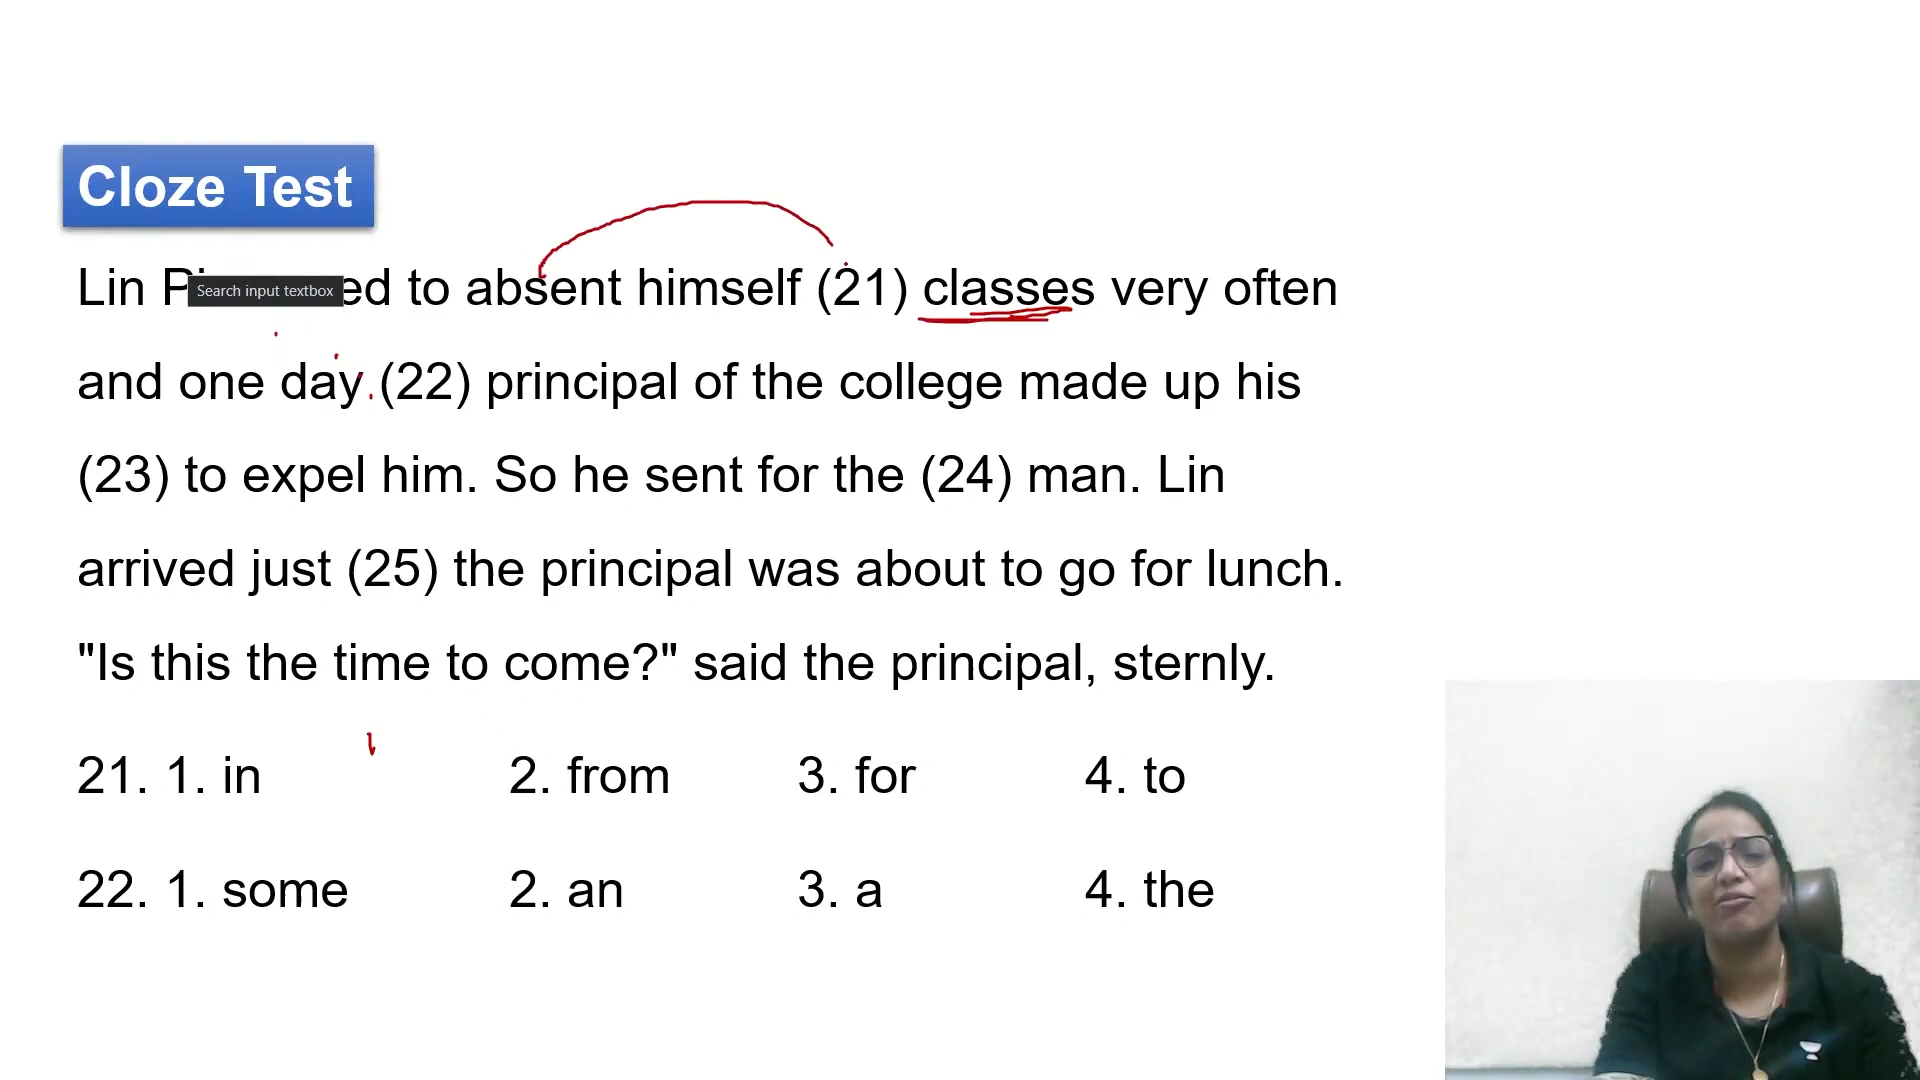 Cloze Test
Lin ed to absent himself (21) classes very often
Search input textbox
and one day (22) principal of the college made up his
(23) to expel him. So he sent for the (24) man. Lin
arrived just (25) the principal was about to go for lunch.
"Is this the time to come?" said the principal, sternly.
21. 1. in 2. from 3. for 4. to
22. 1. some 2. an 3. a 4. the